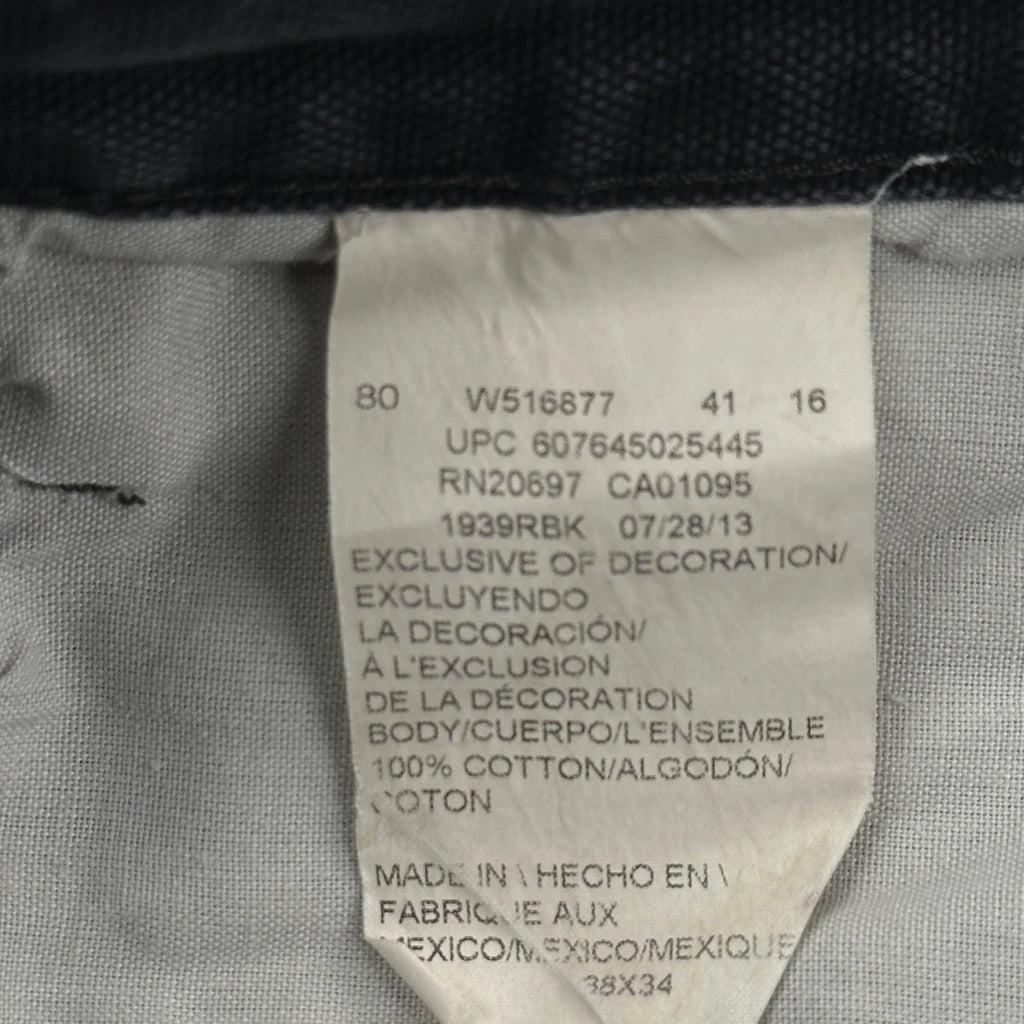 80 W516877 41 16
UPC 607645025445
RN20697 CA01095
1939RBK 07/28/13
EXCLUSIVE OF DECORATION/
EXCLUYENDO
LA DECORACIÓN/
À L'EXCLUSION
DE LA DÉCORATION
BODY/CUERPO/L'ENSEMBLE
100% COTTON/ALGODÓN/
COTON
MADE IN \ HECHO EN \
FABRIQUE AUX
MEXICO/MEXICO/MEXIQUE
38X34